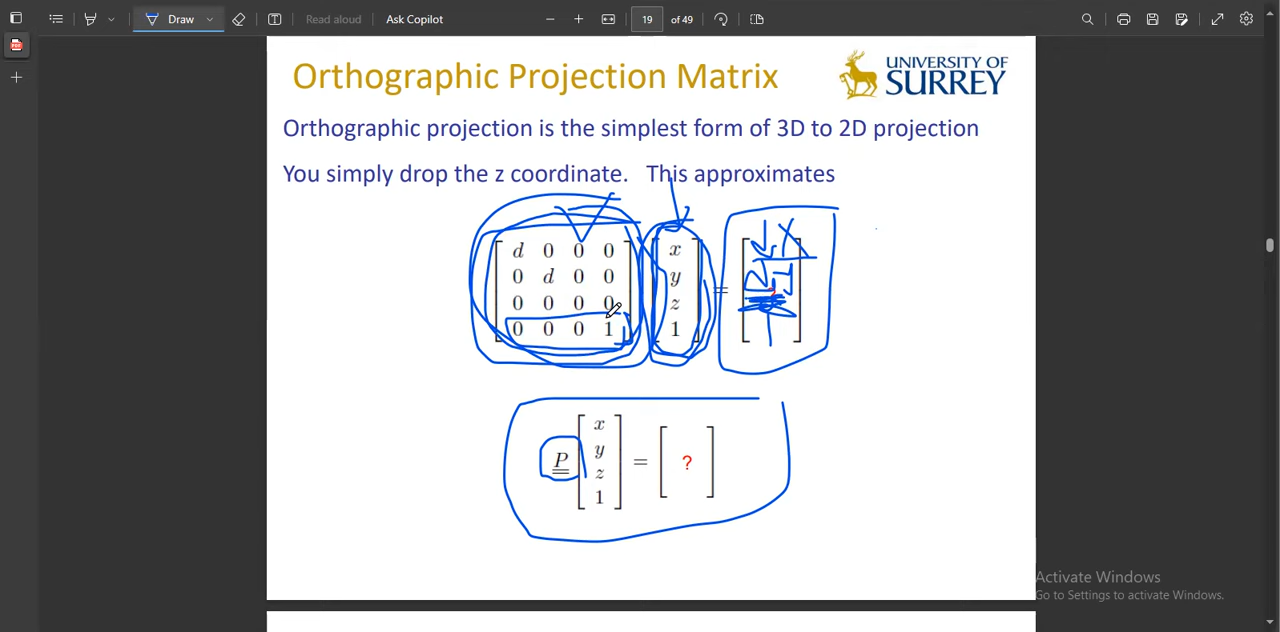 Draw
Read aloud
Ask Copilot
19 of 49
Orthographic Projection Matrix
UNIVERSITY OF
SURREY
Orthographic projection is the simplest form of 3D to 2D projection
You simply drop the z coordinate. This approximates
d 0 0 0 x
0 d 0 0 y
0 0 0 0 z =
0 0 0 1 1
P x
y = ?
z
1
Activate Windows
Go to Settings to activate Windows.